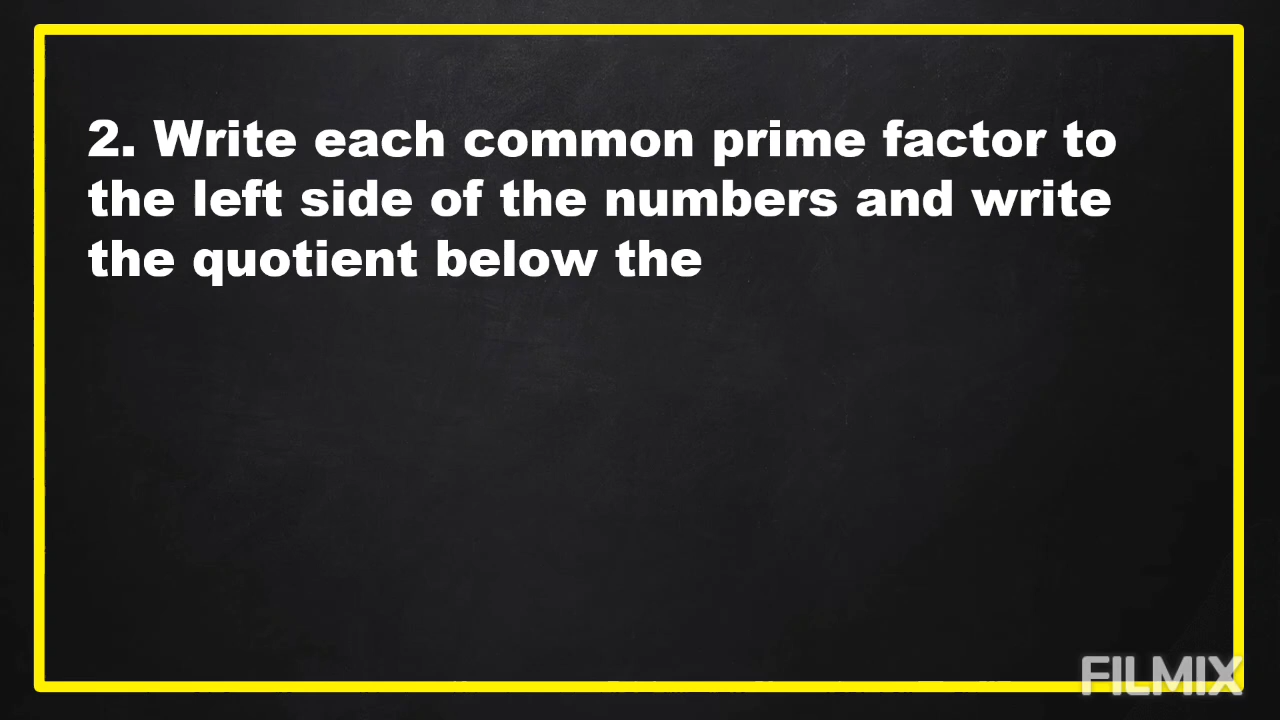 2. Write each common prime factor to
the left side of the numbers and write
the quotient below the
FILMIX